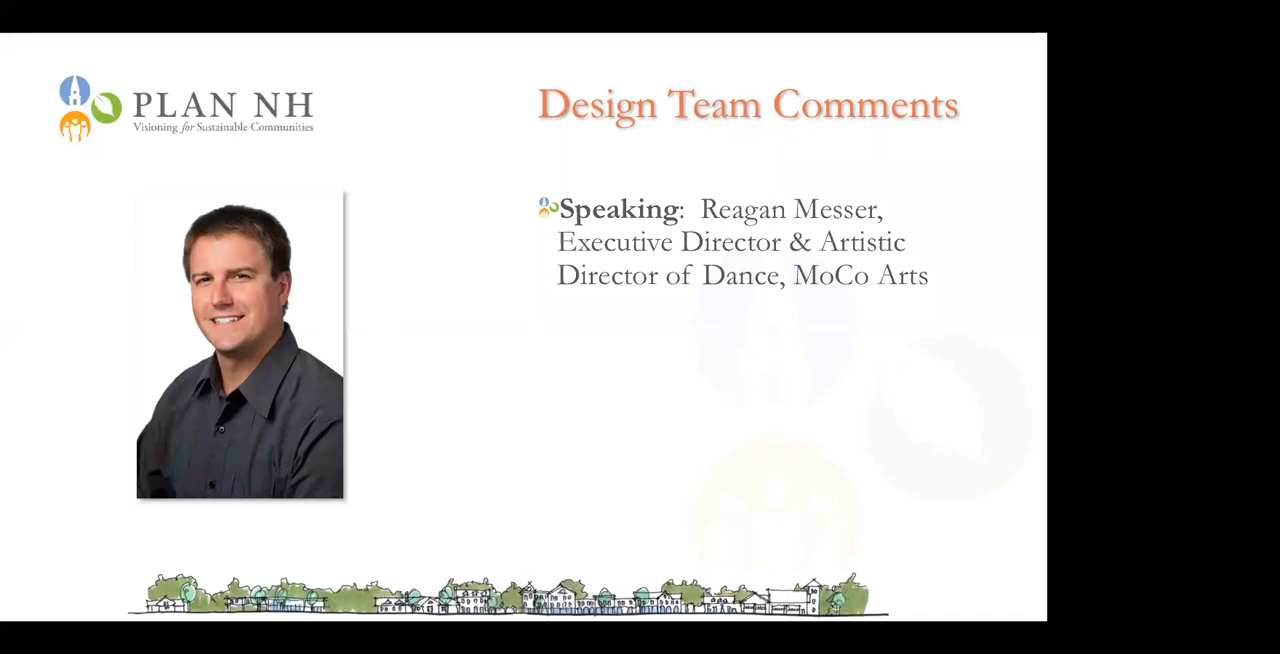 PLAN NH
Visioning for Sustainable Communities
Design Team Comments
Speaking: Reagan Messer,
Executive Director & Artistic
Director of Dance, MoCo Arts